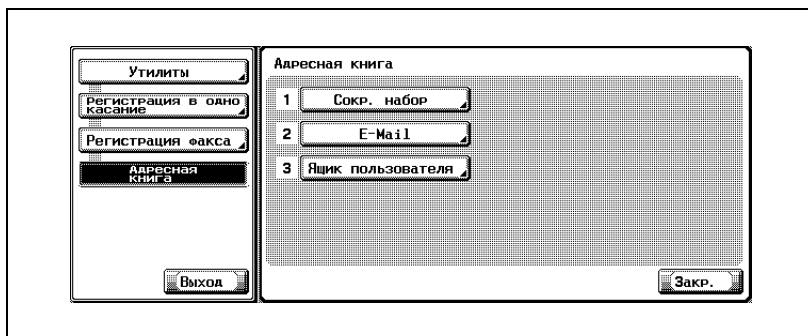 Утилиты
Регистрация в одно
касание
Регистрация факса
Адресная
книга
Выход
Адресная книга
1 Сокр. набор
2 E-Mail
3 Ящик пользователя
Закр.